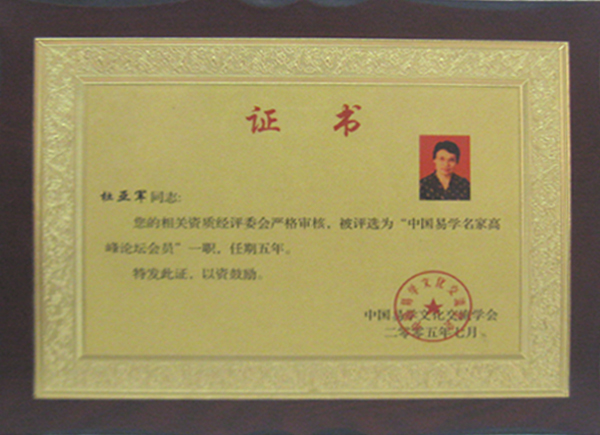 证 书
杜亚军同志:
您的相关资质经评委会严格审核，被评选为“中国易学名家高
峰论坛会员”一职，任期五年。
特发此证，以资鼓励。
中国易学文化交流学会
二零零五年七月